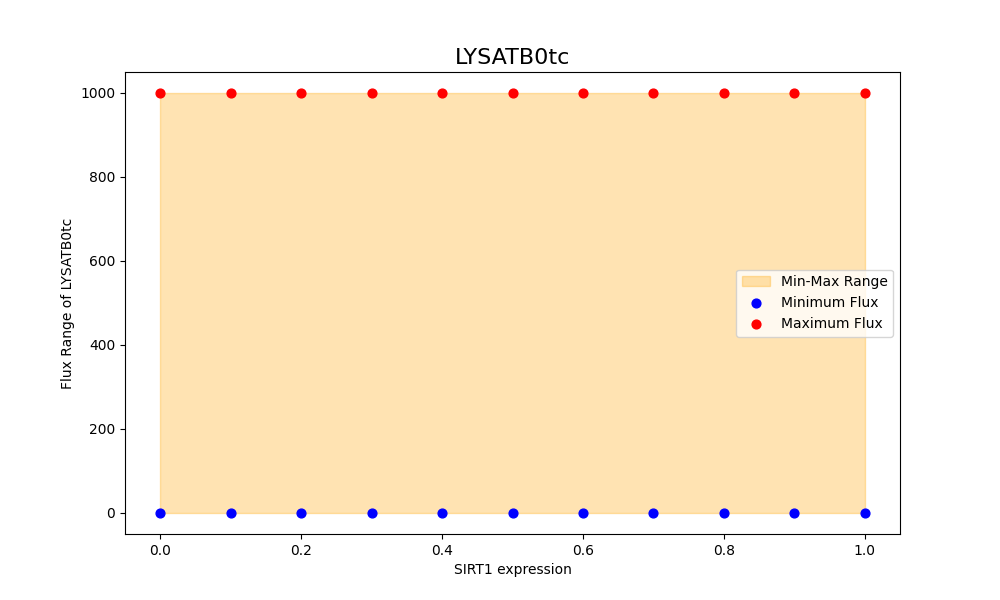 LYSATB0tc
1000
800
600
400
200
0
Flux Range of LYSATB0tc
Min-Max Range
Minimum Flux
Maximum Flux
0.0 0.2 0.4 0.6 0.8 1.0
SIRT1 expression